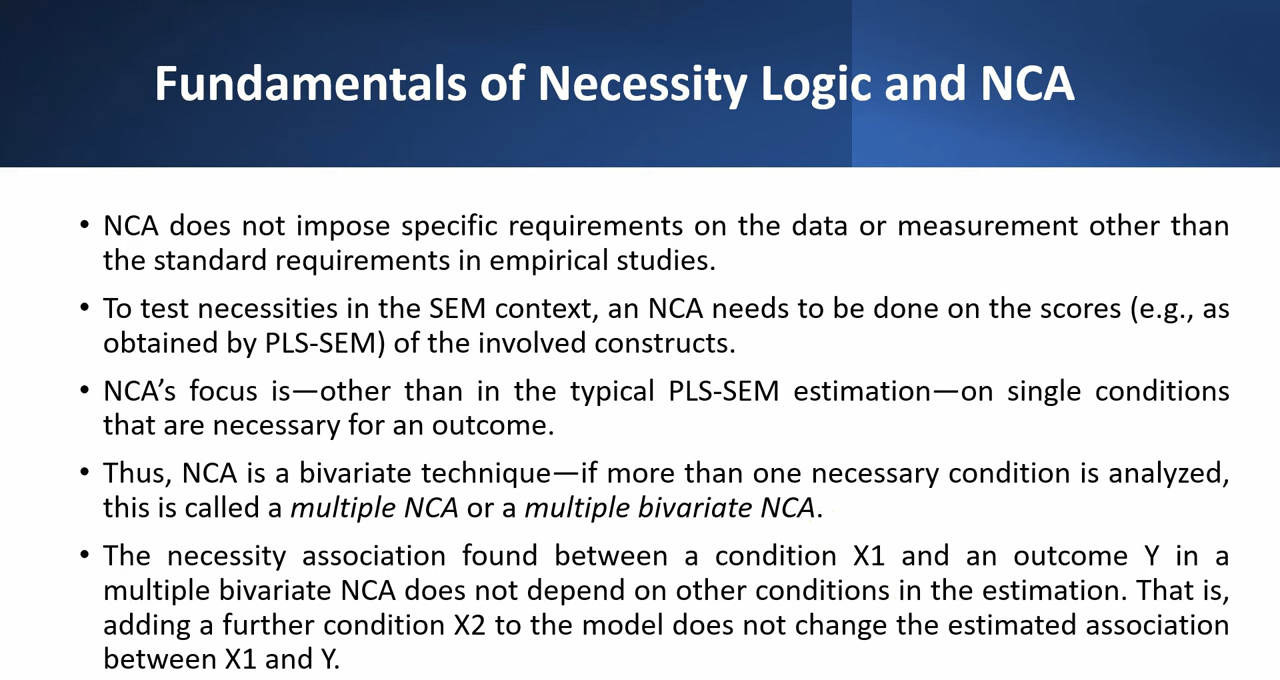 Fundamentals of Necessity Logic and NCA
• NCA does not impose specific requirements on the data or measurement other than
the standard requirements in empirical studies.
• To test necessities in the SEM context, an NCA needs to be done on the scores (e.g., as
obtained by PLS-SEM) of the involved constructs.
• NCA’s focus is—other than in the typical PLS-SEM estimation—on single conditions
that are necessary for an outcome.
• Thus, NCA is a bivariate technique—if more than one necessary condition is analyzed,
this is called a multiple NCA or a multiple bivariate NCA.
• The necessity association found between a condition X1 and an outcome Y in a
multiple bivariate NCA does not depend on other conditions in the estimation. That is,
adding a further condition X2 to the model does not change the estimated association
between X1 and Y.